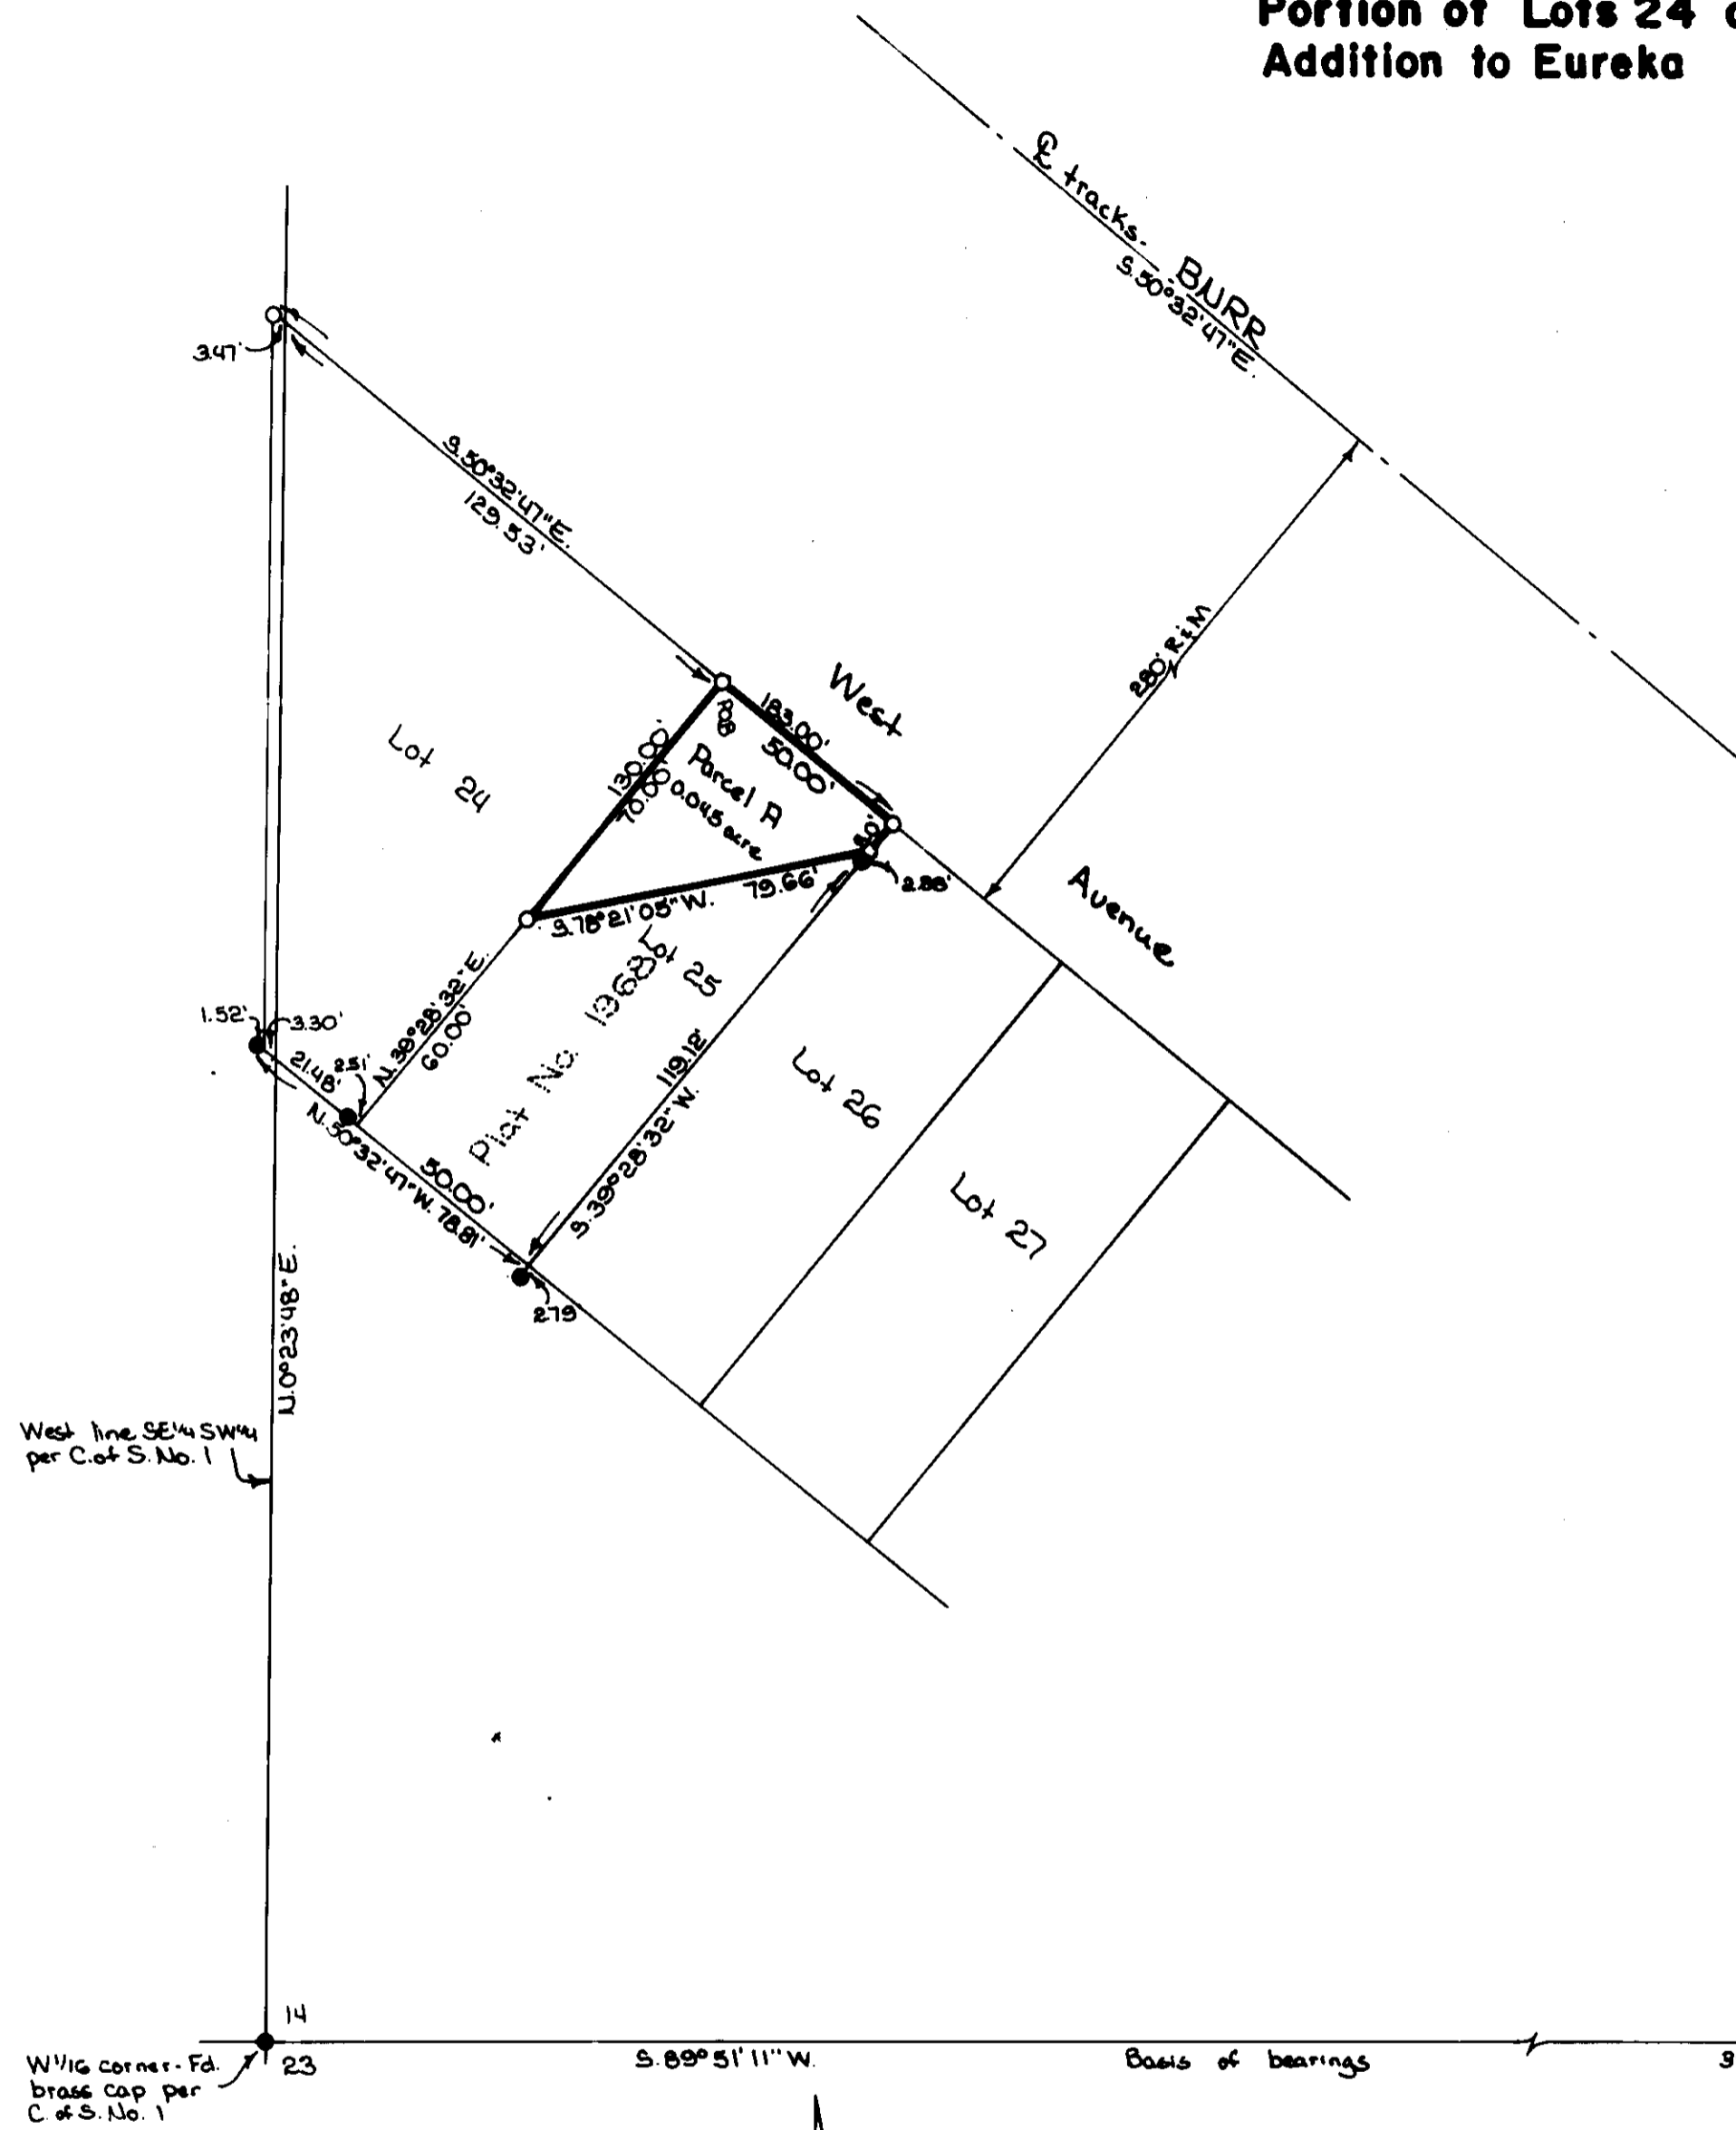 Portion of Lots 24
Addition to Eureka
℄ tracks.
BURR
S.50°32'47"E.
3.47'
S.50°32'47"E.
129.53'
280' R&M
West
183.00'
50.00'
POB
Lot 24
130.00'
70.00'
Parcel A
0.045 acre
2.88'
79.66'
S.78°21'05"W.
Avenue
Lot 25
Plat No. 1362
1.52'
3.30'
21.48'
2.51'
N.39°28'32"E.
60.00'
119.12'
S.39°28'32"W.
Lot 26
N.50°32'47"W. 78.81'
50.00'
Lot 27
2.79
N.0°23'48"E.
West line SE¼ SW¼
per C. of S. No. 1
14
23
W1/16 corner - Fd.
brass cap per
C. of S. No. 1
S.89°51'11"W.
Basis of bearings